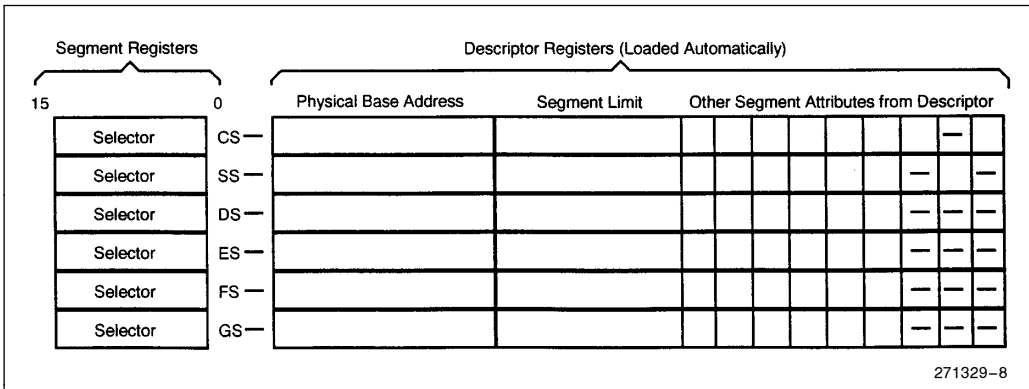 Segment Registers
Descriptor Registers (Loaded Automatically)
15 0
Physical Base Address Segment Limit Other Segment Attributes from Descriptor
Selector CS— —
Selector SS— — —
Selector DS— — — —
Selector ES— — — —
Selector FS— — — —
Selector GS— — — —
271329–8